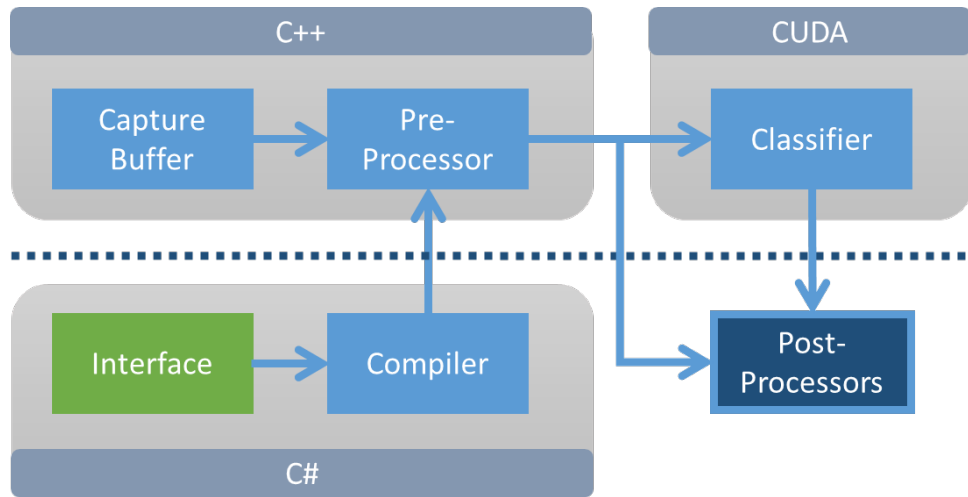 C++
CUDA
Capture
Buffer
Pre-
Processor
Classifier
Interface
Compiler
Post-
Processors
C#